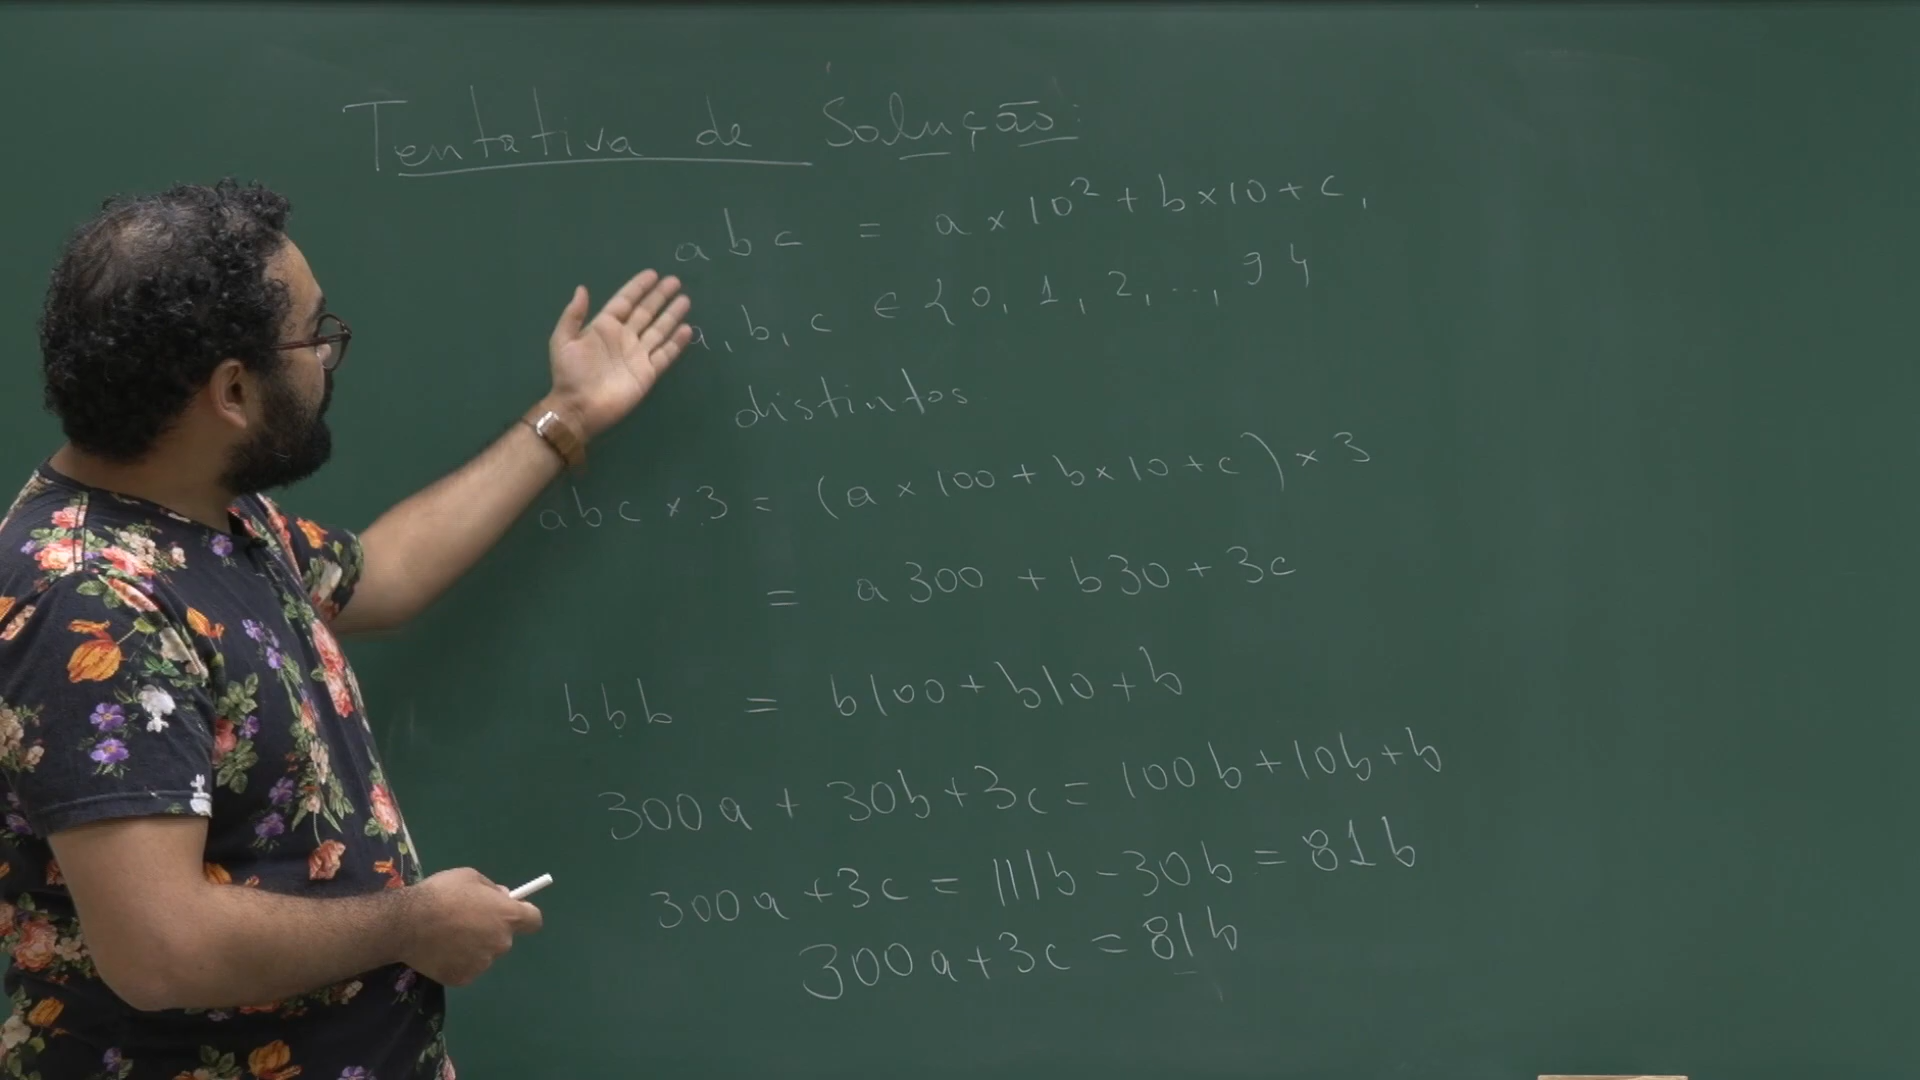 Tentativa de Solução:
abc = a × 10² + b × 10 + c,
a, b, c ∈ {0, 1, 2, ..., 9}
distintos
abc × 3 = (a × 100 + b × 10 + c) × 3
= a300 + b30 + 3c
bbb = b100 + b10 + b
300a + 30b + 3c = 100b + 10b + b
300a + 3c = 111b - 30b = 81b
300a + 3c = 81b